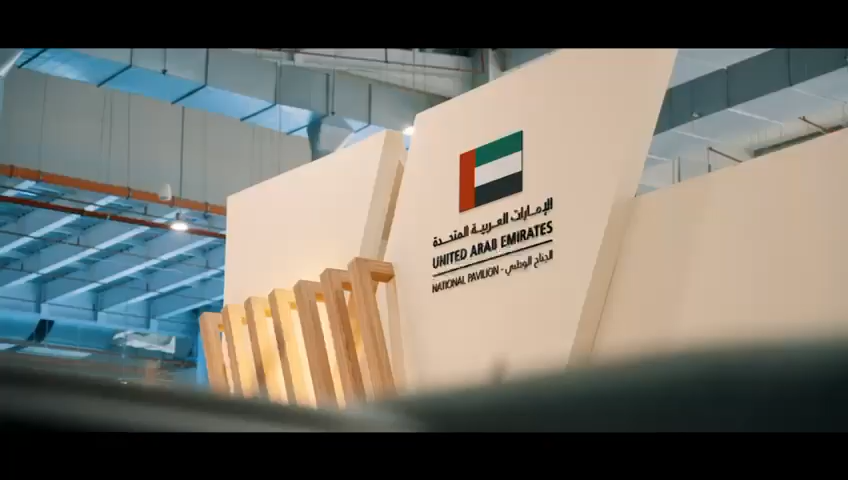 الإمارات العربية المتحدة
UNITED ARAB EMIRATES
NATIONAL PAVILION - الجناح الوطني